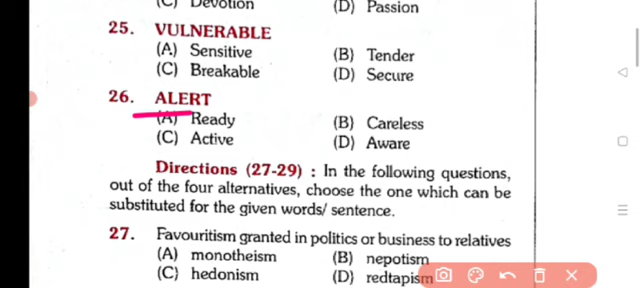 (C) Devotion (D) Passion
25. VULNERABLE
(A) Sensitive (B) Tender
(C) Breakable (D) Secure
26. ALERT
(A) Ready (B) Careless
(C) Active (D) Aware
Directions (27-29) : In the following questions,
out of the four alternatives, choose the one which can be
substituted for the given words/ sentence.
27. Favouritism granted in politics or business to relatives
(A) monotheism (B) nepotism
(C) hedonism (D) redtapism